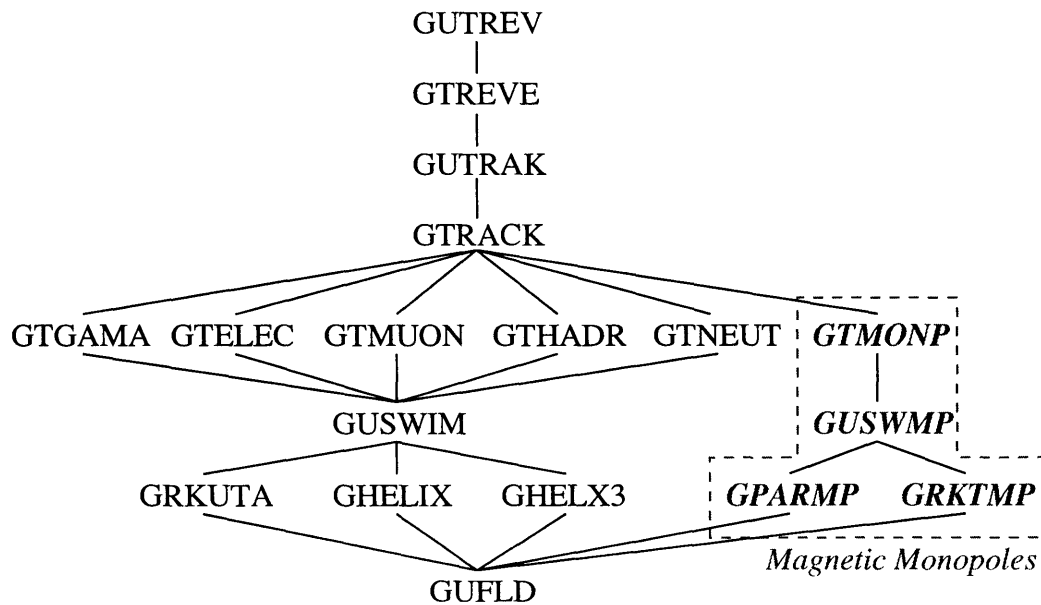 GUTREV
GTREVE
GUTRAK
GTRACK
GTGAMA GTELEC GTMUON GTHADR GTNEUT GTMONP
GUSWIM GUSWMP
GRKUTA GHELIX GHELX3 GPARMP GRKTMP
Magnetic Monopoles
GUFLD